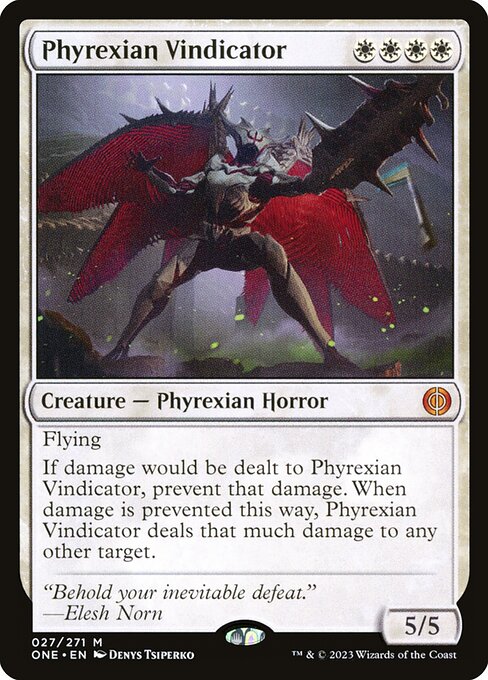 Phyrexian Vindicator
Creature — Phyrexian Horror
Flying
If damage would be dealt to Phyrexian
Vindicator, prevent that damage. When
damage is prevented this way, Phyrexian
Vindicator deals that much damage to any
other target.
“Behold your inevitable defeat.”
—Elesh Norn
5/5
027/271 M
ONE • EN Denys Tsiperko
™ & © 2023 Wizards of the Coast